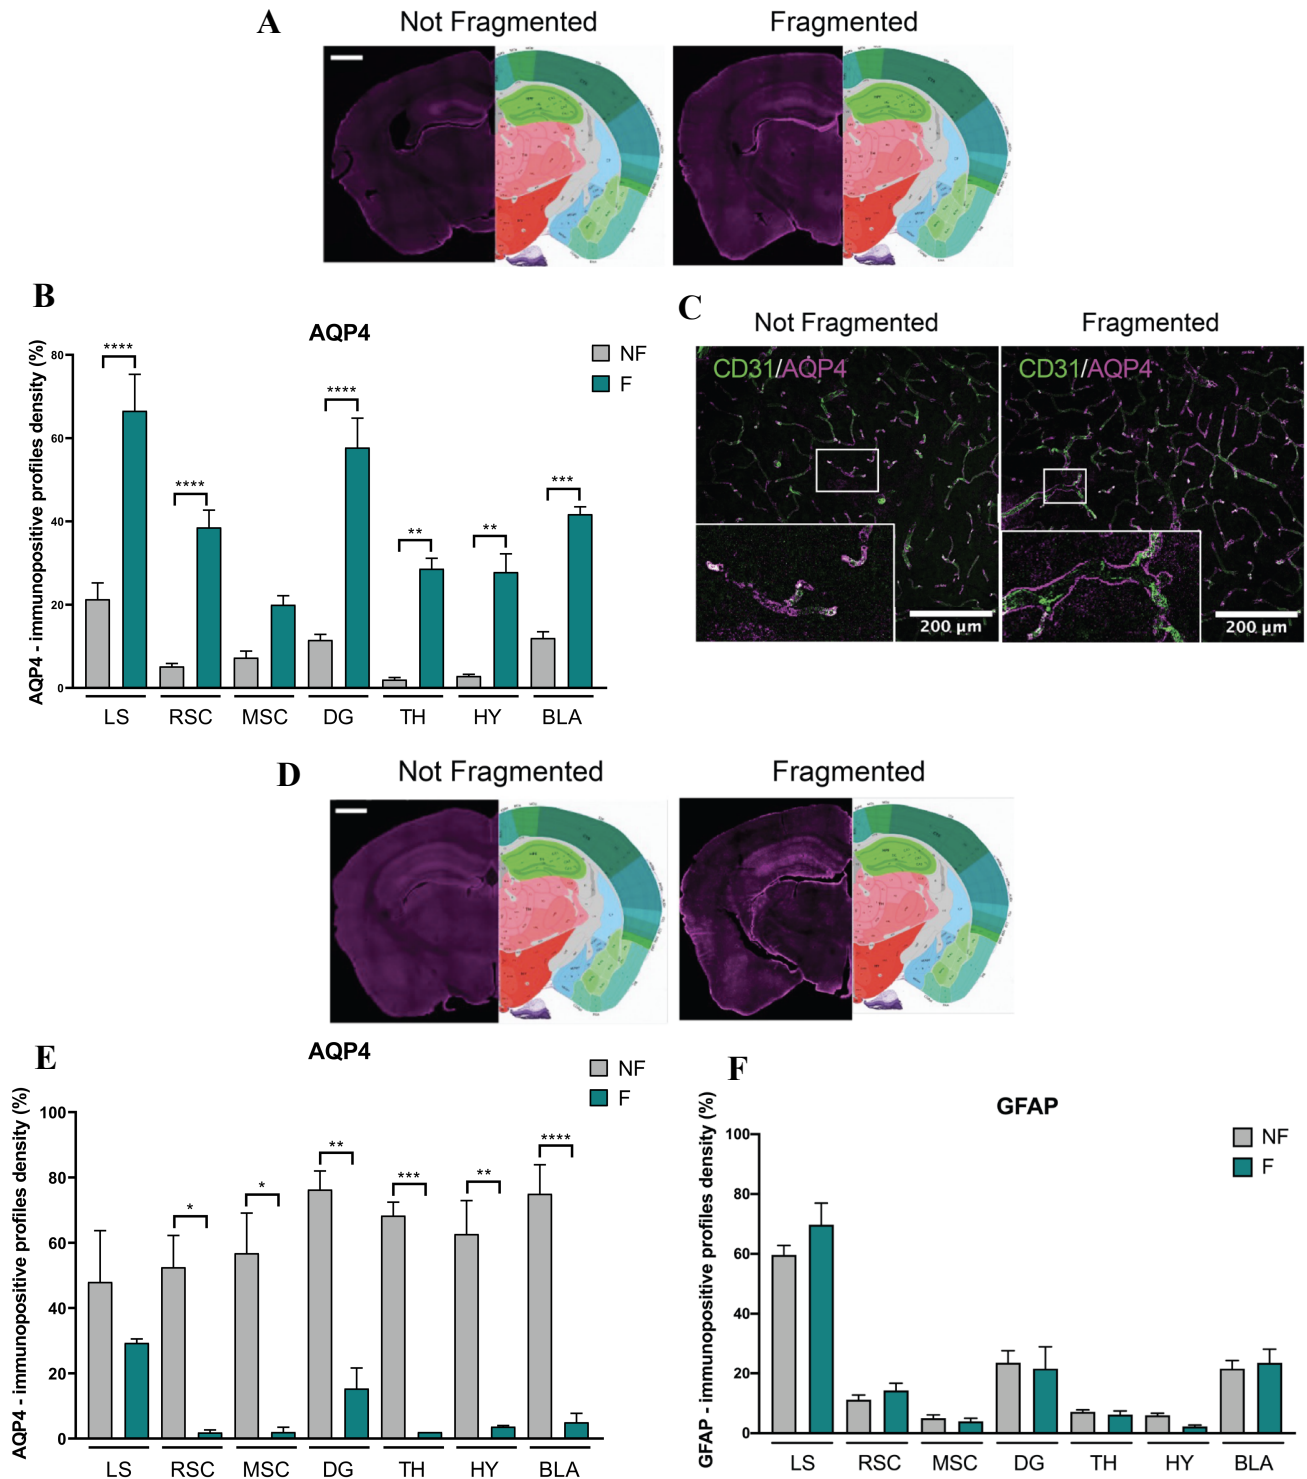 A
Not Fragmented
Fragmented
B
AQP4
AQP4 - immunopositive profiles density (%)
80
60
40
20
0
****
****
****
**
**
***
NF
F
LS
RSC
MSC
DG
TH
HY
BLA
C
Not Fragmented
Fragmented
CD31/AQP4
CD31/AQP4
200 µm
200 µm
D
Not Fragmented
Fragmented
E
AQP4
AQP4 - immunopositive profiles density (%)
100
80
60
40
20
0
*
*
**
***
**
****
NF
F
LS
RSC
MSC
DG
TH
HY
BLA
F
GFAP
GFAP - immunopositive profiles density (%)
100
80
60
40
20
0
NF
F
LS
RSC
MSC
DG
TH
HY
BLA